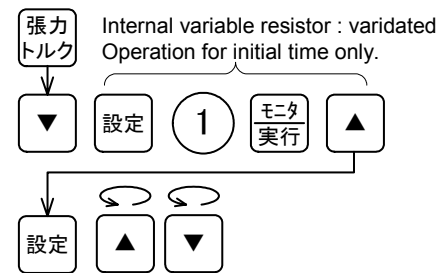 張力
トルク
Internal variable resistor : varidated
Operation for initial time only.
▼ 設定 1 モニタ
実行 ▲
設定 ▲ ▼